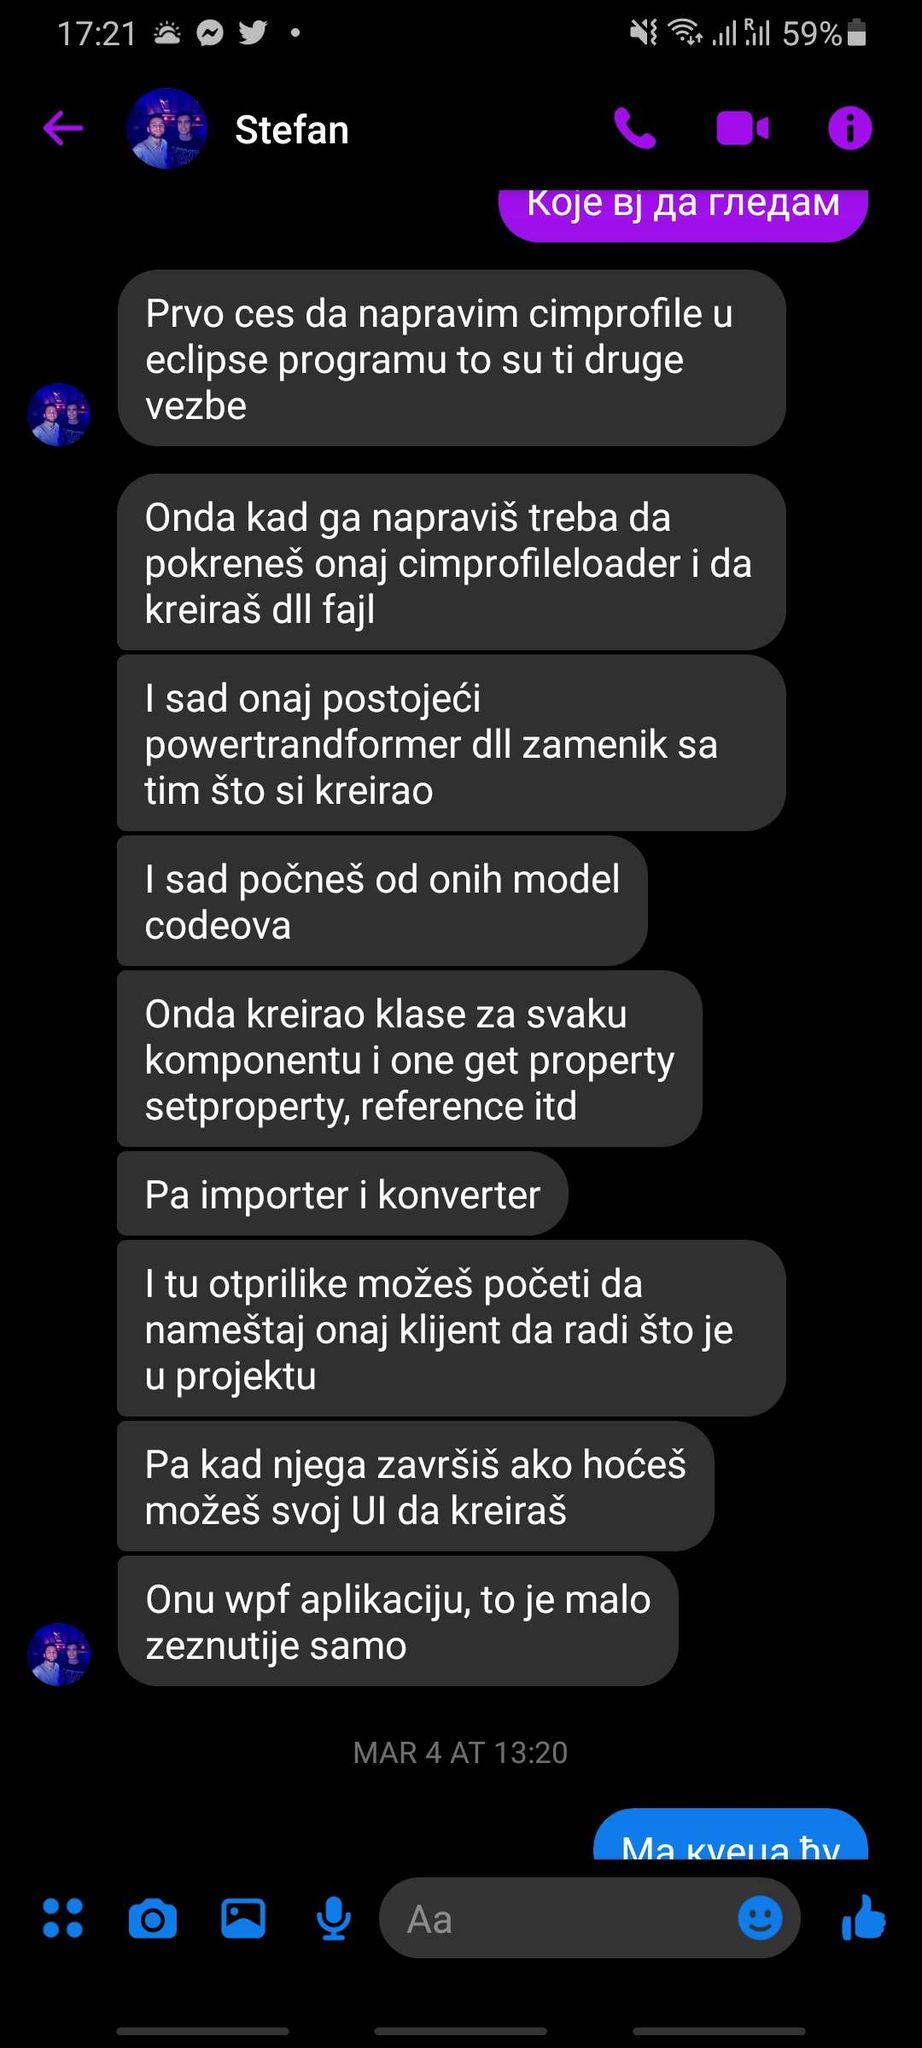 17:21
R
59%
Stefan
Које вј да гледам
Prvo ces da napravim cimprofile u
eclipse programu to su ti druge
vezbe
Onda kad ga napraviš treba da
pokreneš onaj cimprofileloader i da
kreiraš dll fajl
I sad onaj postojeći
powertrandformer dll zamenik sa
tim što si kreirao
I sad počneš od onih model
codeova
Onda kreirao klase za svaku
komponentu i one get property
setproperty, reference itd
Pa importer i konverter
I tu otprilike možeš početi da
nameštaj onaj klijent da radi što je
u projektu
Pa kad njega završiš ako hoćeš
možeš svoj UI da kreiraš
Onu wpf aplikaciju, to je malo
zeznutije samo
MAR 4 AT 13:20
Ма куеца ћу
Aa